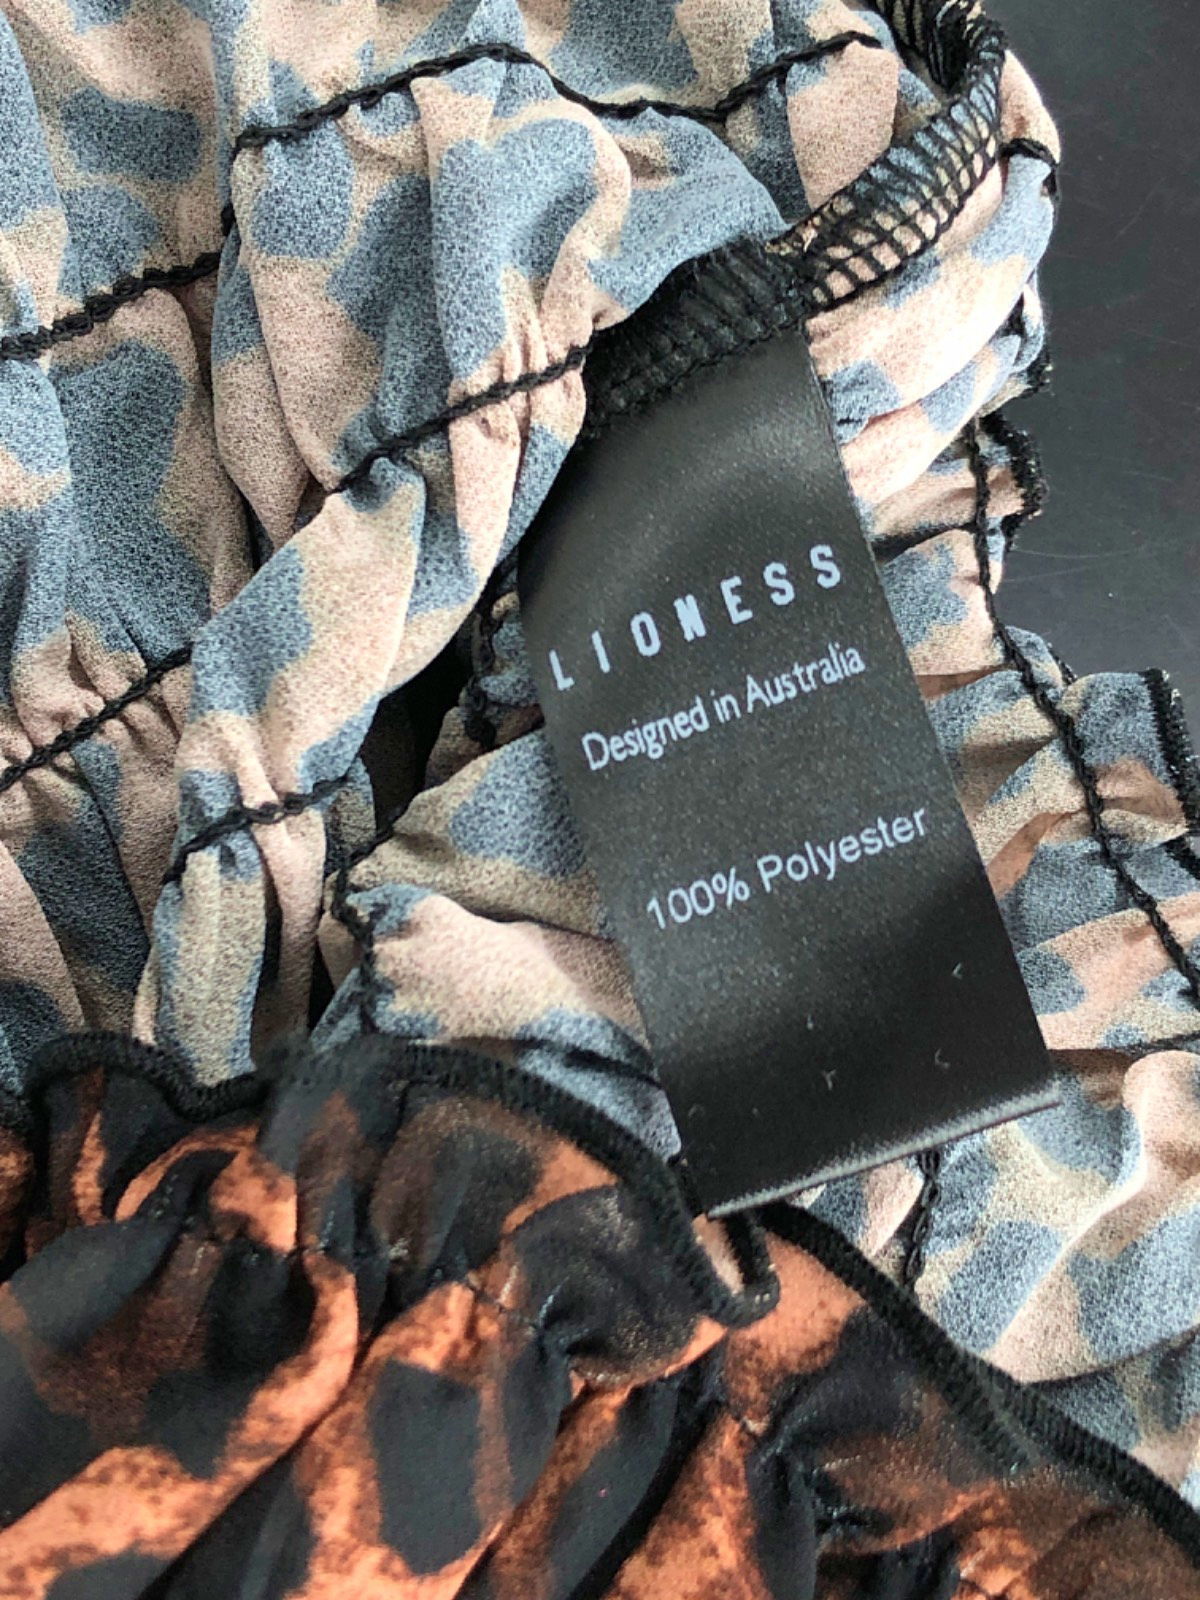 LIONESS
Designed in Australia
100% Polyester